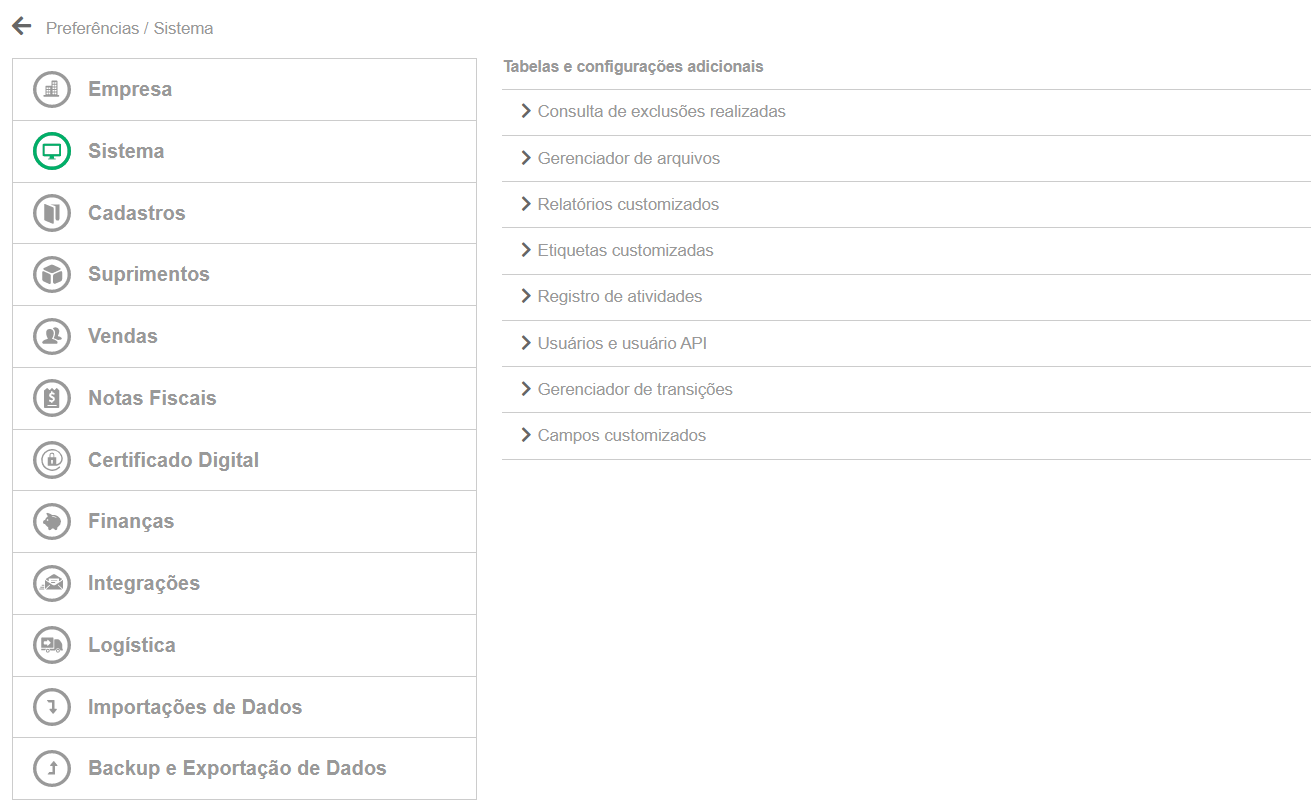 Preferências / Sistema
Empresa
Sistema
Cadastros
Suprimentos
Vendas
Notas Fiscais
Certificado Digital
Finanças
Integrações
Logística
Importações de Dados
Backup e Exportação de Dados
Tabelas e configurações adicionais
Consulta de exclusões realizadas
Gerenciador de arquivos
Relatórios customizados
Etiquetas customizadas
Registro de atividades
Usuários e usuário API
Gerenciador de transições
Campos customizados